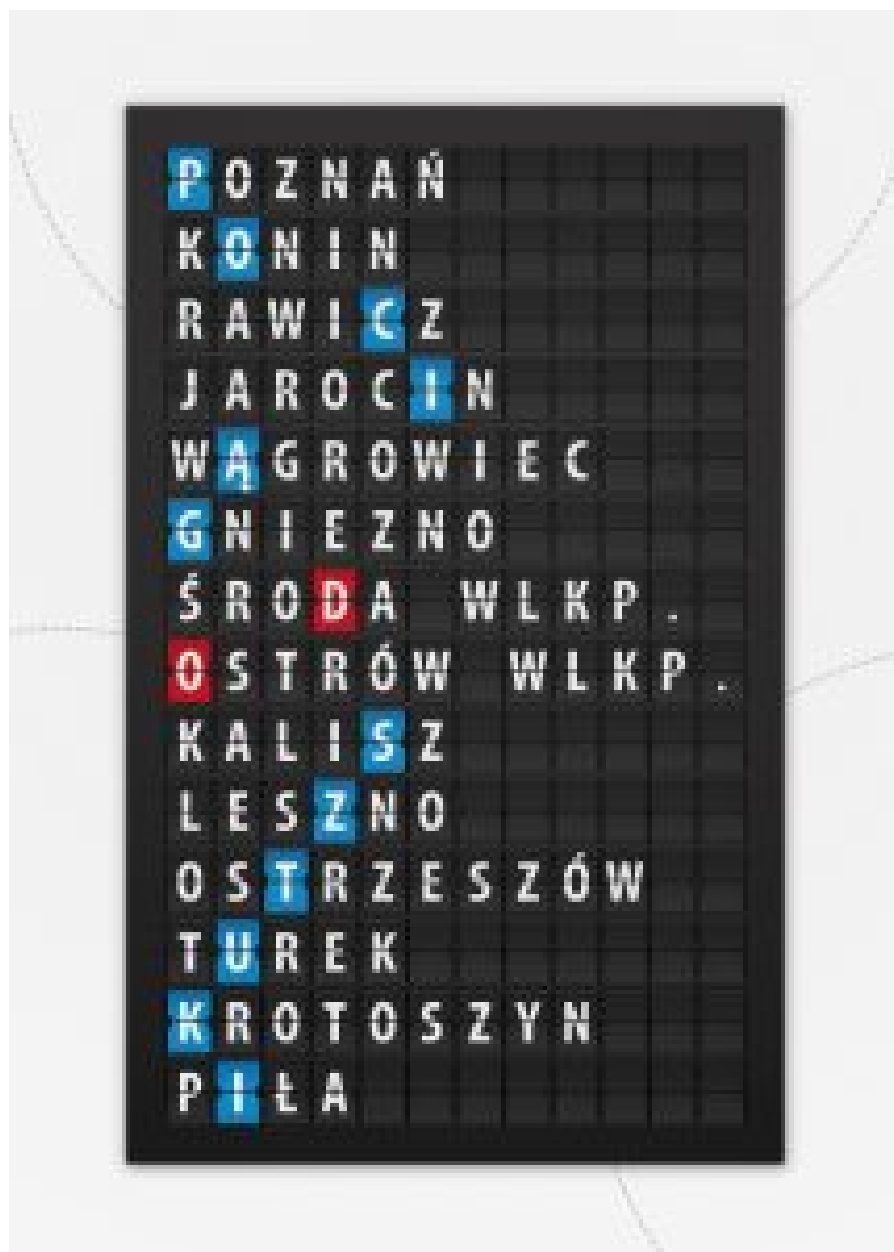 POZNAŃ
KONIN
RAWICZ
JAROCIN
WĄGROWIEC
GNIEZNO
ŚRODA WLKP.
OSTRÓW WLKP.
KALISZ
LESZNO
OSTRZESZÓW
TUREK
KROTOSZYN
PIŁA